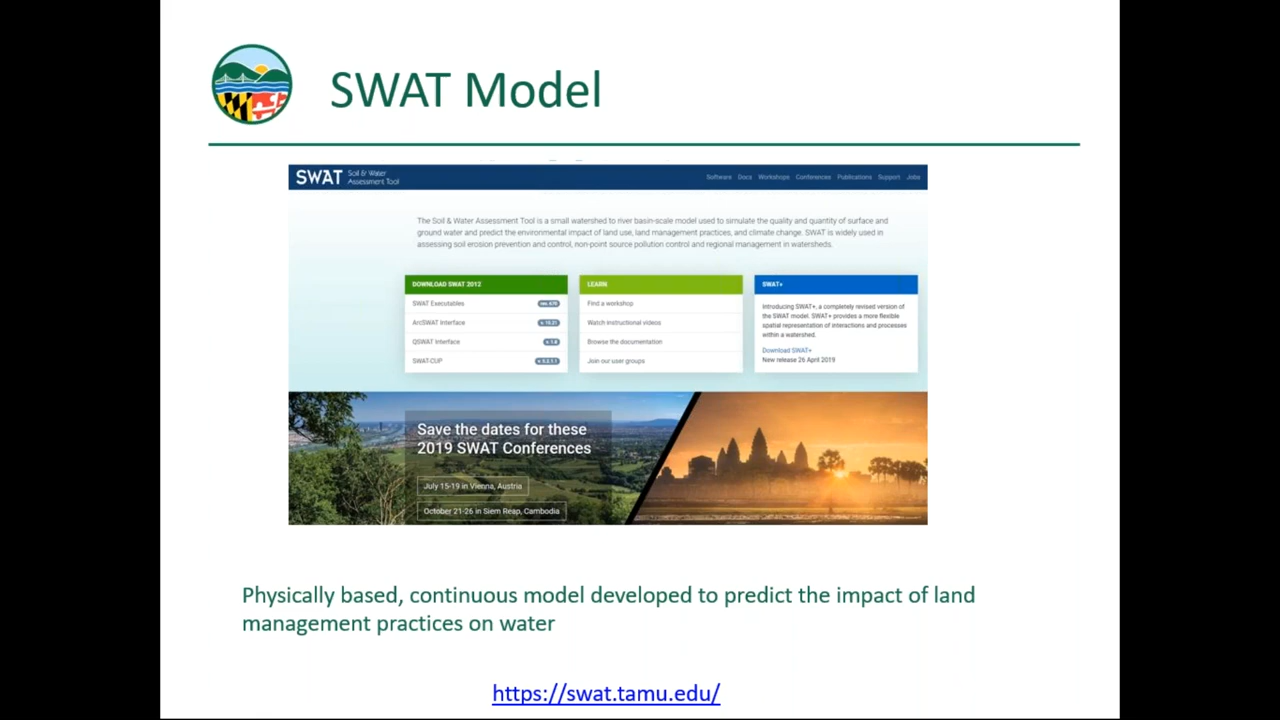 SWAT Model
SWAT Soil & Water
Assessment Tool
Software Docs Workshops Conferences Publications Support Jobs
The Soil & Water Assessment Tool is a small watershed to river basin-scale model used to simulate the quality and quantity of surface and
ground water and predict the environmental impact of land use, land management practices, and climate change. SWAT is widely used in
assessing soil erosion prevention and control, non-point source pollution control and regional management in watersheds.
DOWNLOAD SWAT 2012
SWAT Executables
ArcSWAT Interface
QSWAT Interface
SWAT-CUP
LEARN
Find a workshop
Watch instructional videos
Browse the documentation
Join our user groups
SWAT+
Introducing SWAT+, a completely revised version of
the SWAT model. SWAT+ provides a more flexible
spatial representation of interactions and processes
within a watershed.
Download SWAT+
New release 26 April 2019
Save the dates for these
2019 SWAT Conferences
July 15-19 in Vienna, Austria
October 21-26 in Siem Reap, Cambodia
Physically based, continuous model developed to predict the impact of land
management practices on water
https://swat.tamu.edu/